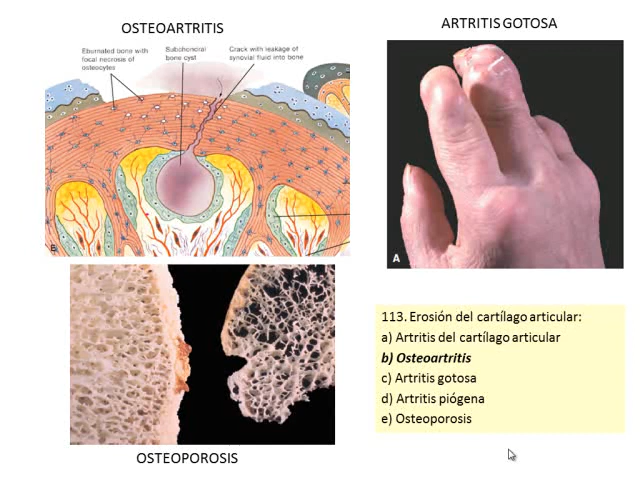 OSTEOARTRITIS
ARTRITIS GOTOSA
Eburnated bone with
focal necrosis of
osteocytes
Subchondral
bone cyst
Crack with leakage of
synovial fluid into bone
B
A
113. Erosión del cartílago articular:
a) Artritis del cartílago articular
b) Osteoartritis
c) Artritis gotosa
d) Artritis piógena
e) Osteoporosis
OSTEOPOROSIS